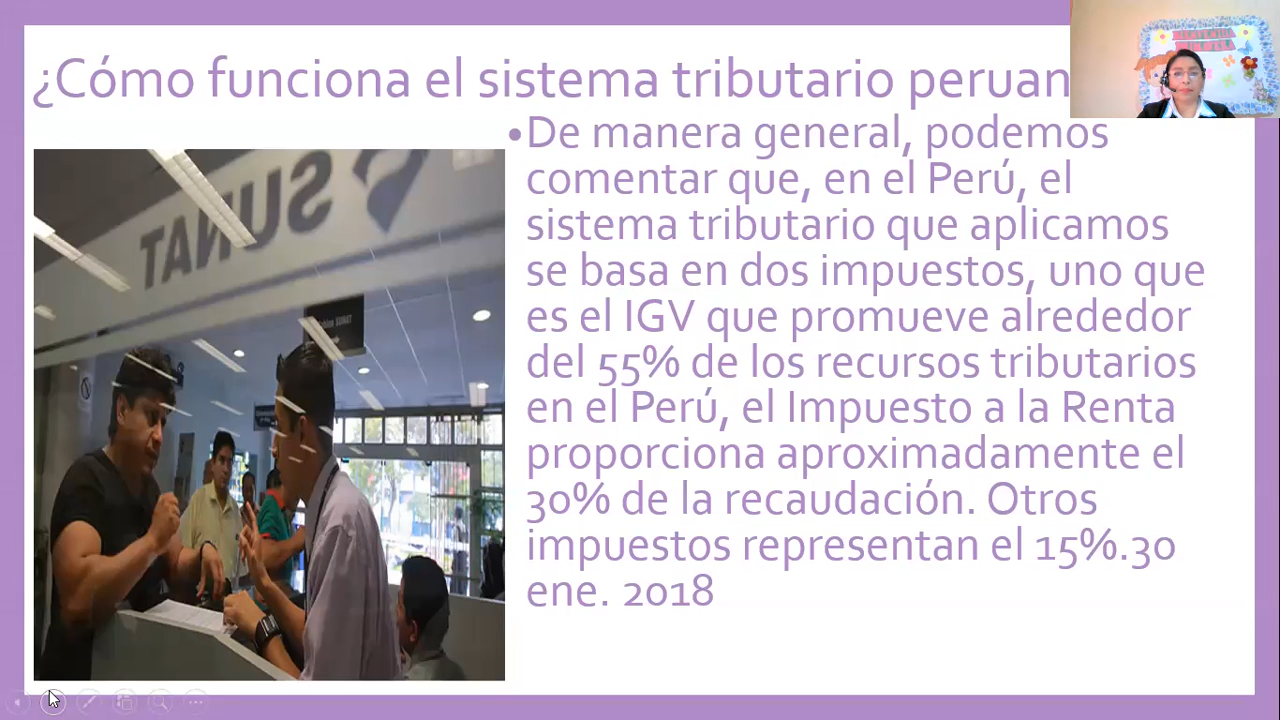 ¿Cómo funciona el sistema tributario peruan
•De manera general, podemos
comentar que, en el Perú, el
sistema tributario que aplicamos
se basa en dos impuestos, uno que
es el IGV que promueve alrededor
del 55% de los recursos tributarios
en el Perú, el Impuesto a la Renta
proporciona aproximadamente el
30% de la recaudación. Otros
impuestos representan el 15%.30
ene. 2018
SUNAT